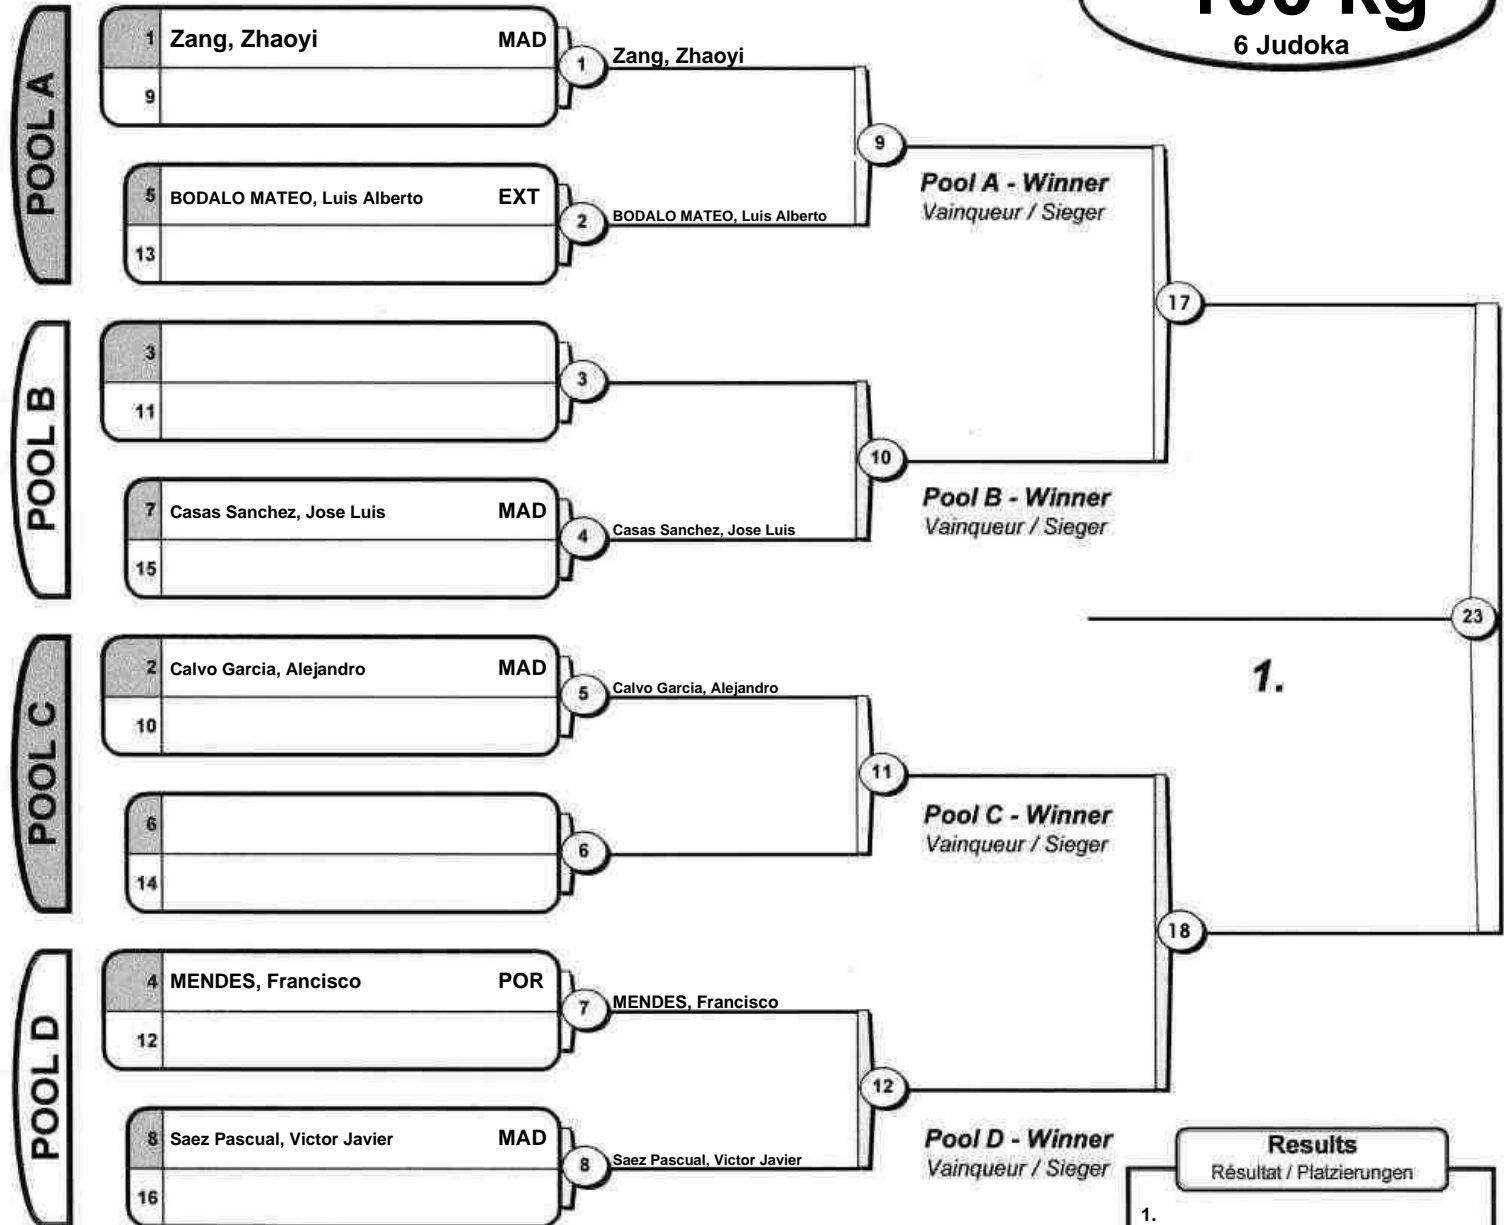 100 kg
6 Judoka
POOL A
1 Zang, Zhaoyi MAD
9
1 Zang, Zhaoyi
5 BODALO MATEO, Luis Alberto EXT
13
2 BODALO MATEO, Luis Alberto
9
Pool A - Winner
Vainqueur / Sieger
POOL B
3
11
3
7 Casas Sanchez, Jose Luis MAD
15
4 Casas Sanchez, Jose Luis
10
Pool B - Winner
Vainqueur / Sieger
17
POOL C
2 Calvo Garcia, Alejandro MAD
10
5 Calvo Garcia, Alejandro
6
14
6
11
Pool C - Winner
Vainqueur / Sieger
POOL D
4 MENDES, Francisco POR
12
7 MENDES, Francisco
8 Saez Pascual, Victor Javier MAD
16
8 Saez Pascual, Victor Javier
12
Pool D - Winner
Vainqueur / Sieger
18
23
1.
Results
Résultat / Platzierungen
1.